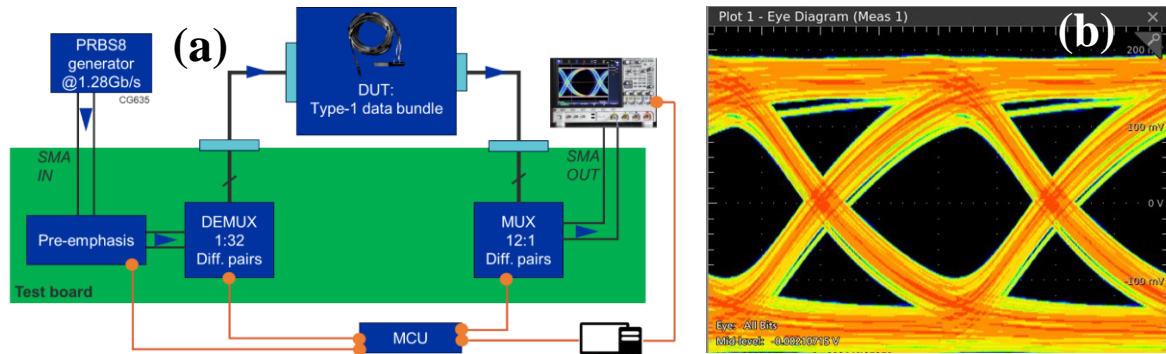 (a)
PRBS8
generator
@1.28Gb/s
CG635
DUT:
Type-1 data bundle
SMA
IN
SMA
OUT
Pre-emphasis
DEMUX
1:32
Diff. pairs
MUX
12:1
Diff. pairs
Test board
MCU
Plot 1 - Eye Diagram (Meas 1)
(b)
200 mV
100 mV
0 V
-100 mV
Eye: All Bits
Mid-level: -0.08210715 V